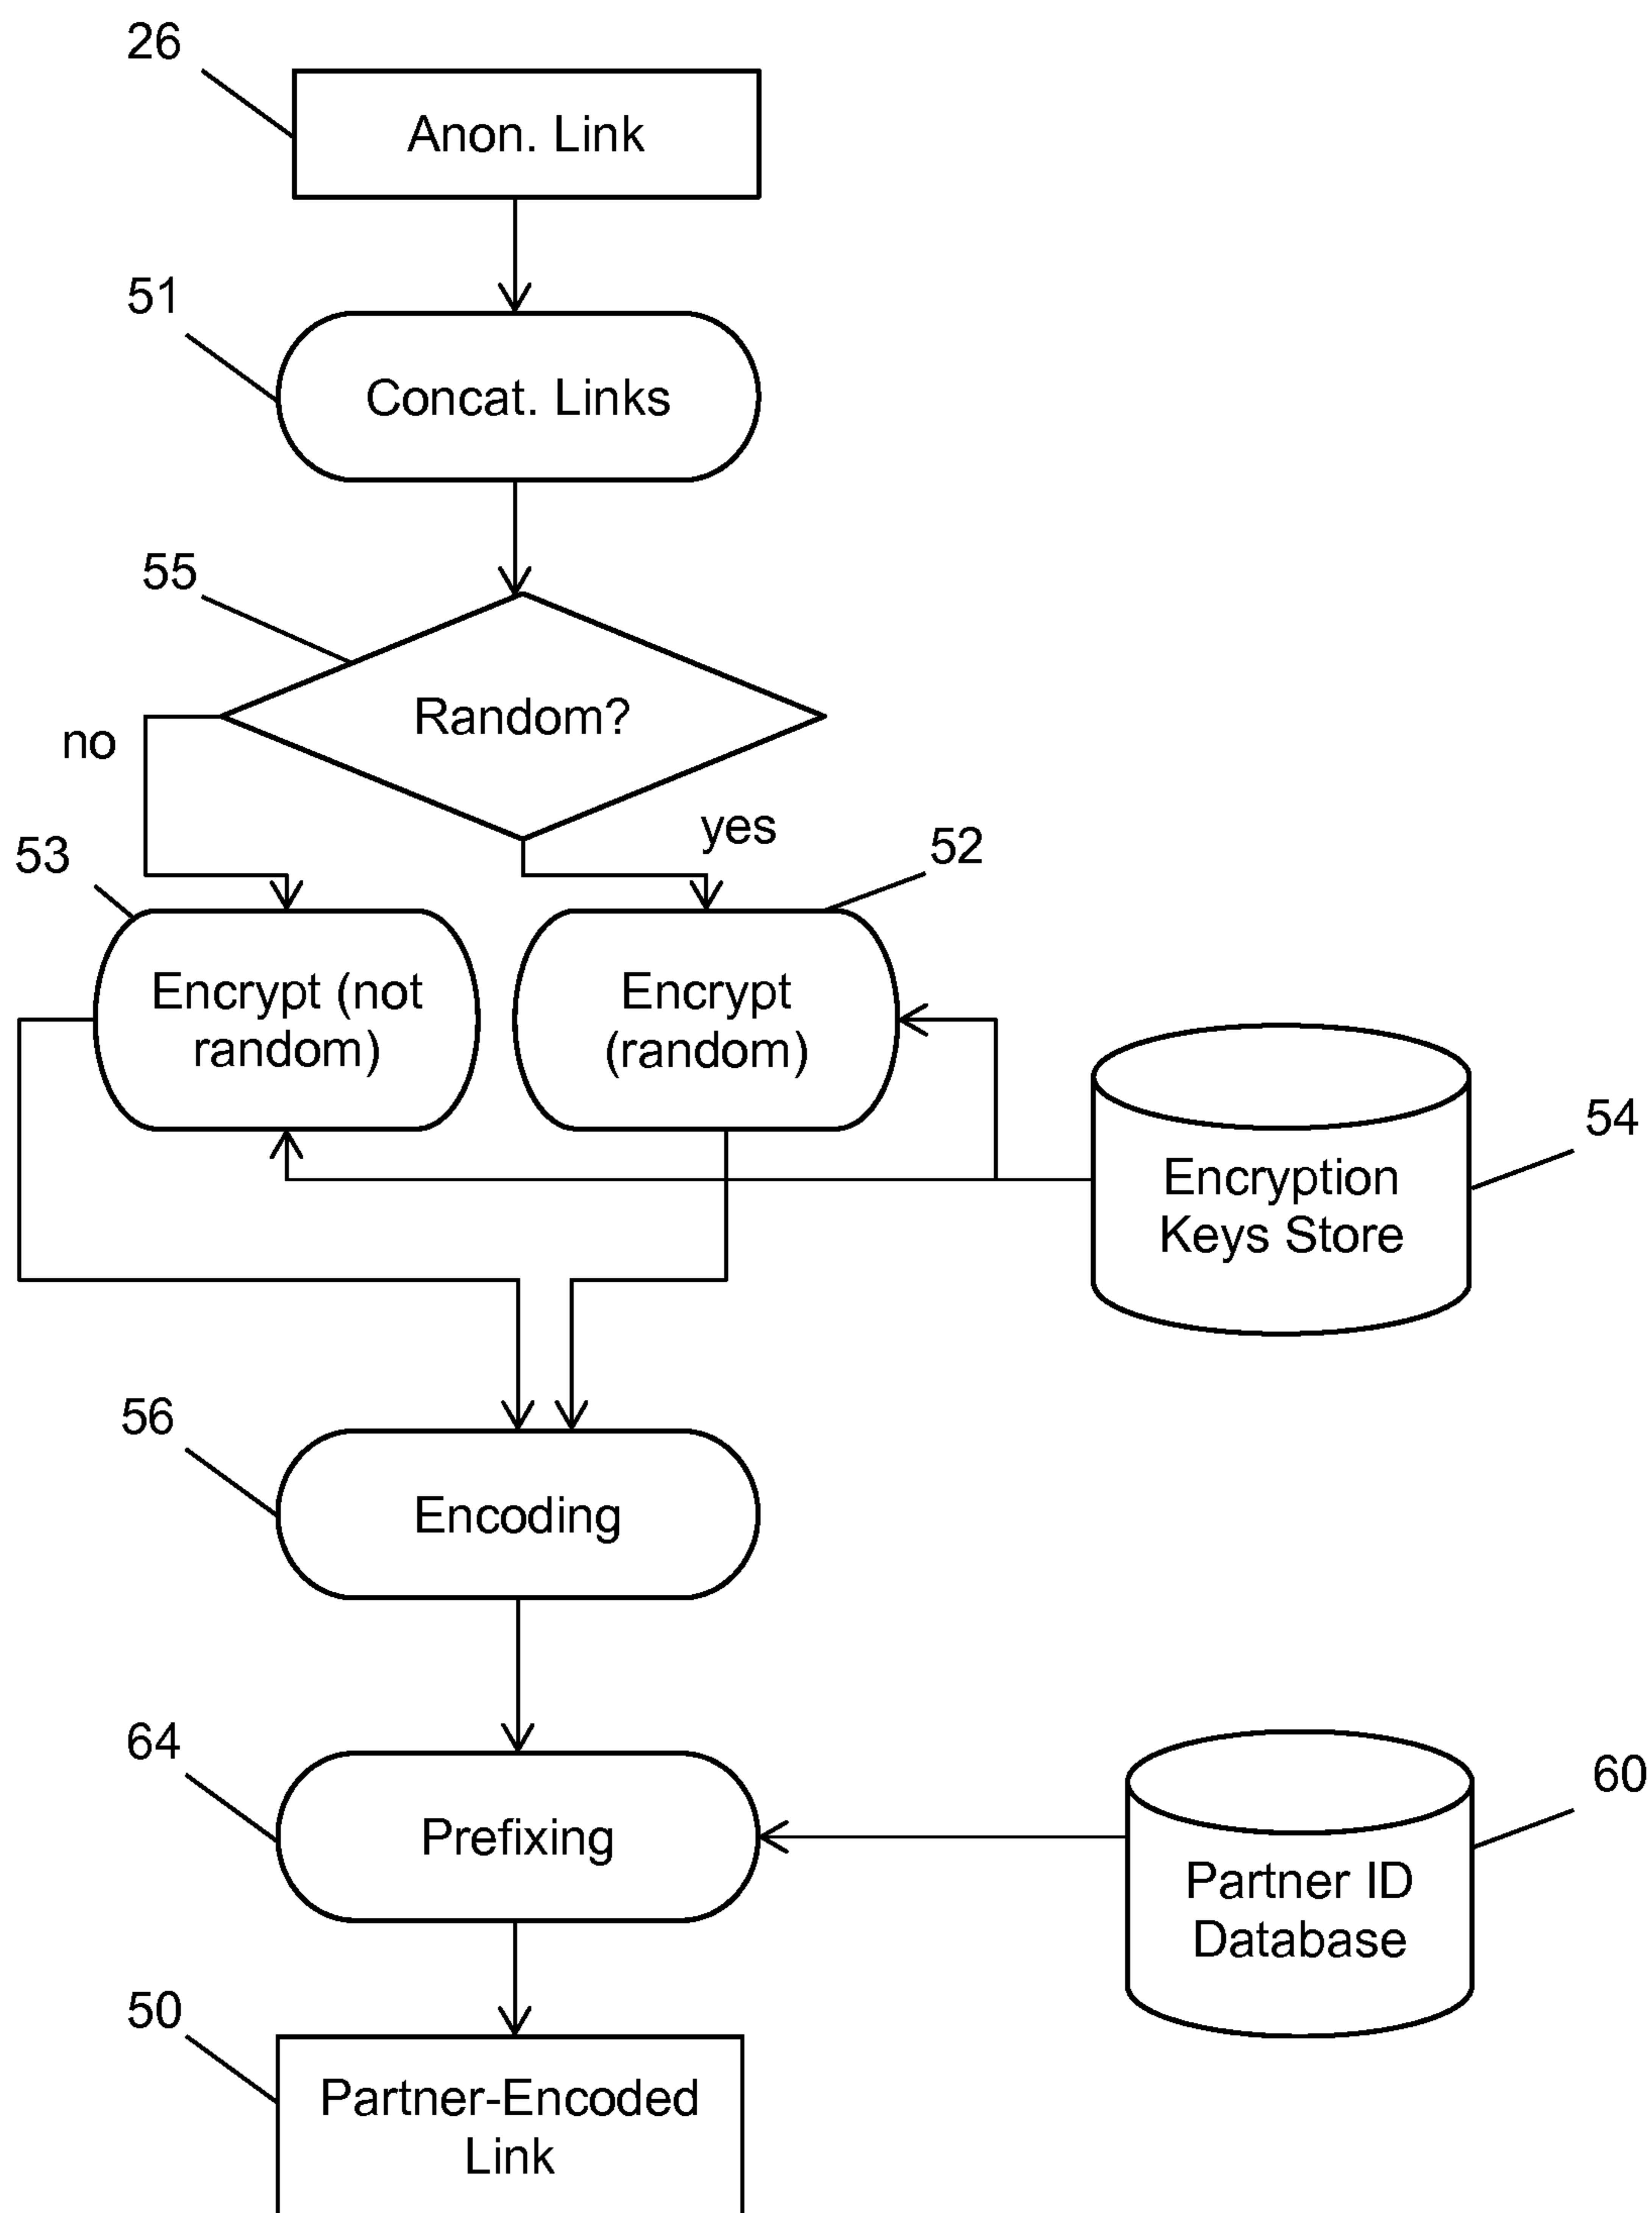 26
Anon. Link
51
Concat. Links
55
Random?
no
yes
53
52
Encrypt (not
random)
Encrypt
(random)
54
Encryption
Keys Store
56
Encoding
64
Prefixing
60
Partner ID
Database
50
Partner-Encoded
Link